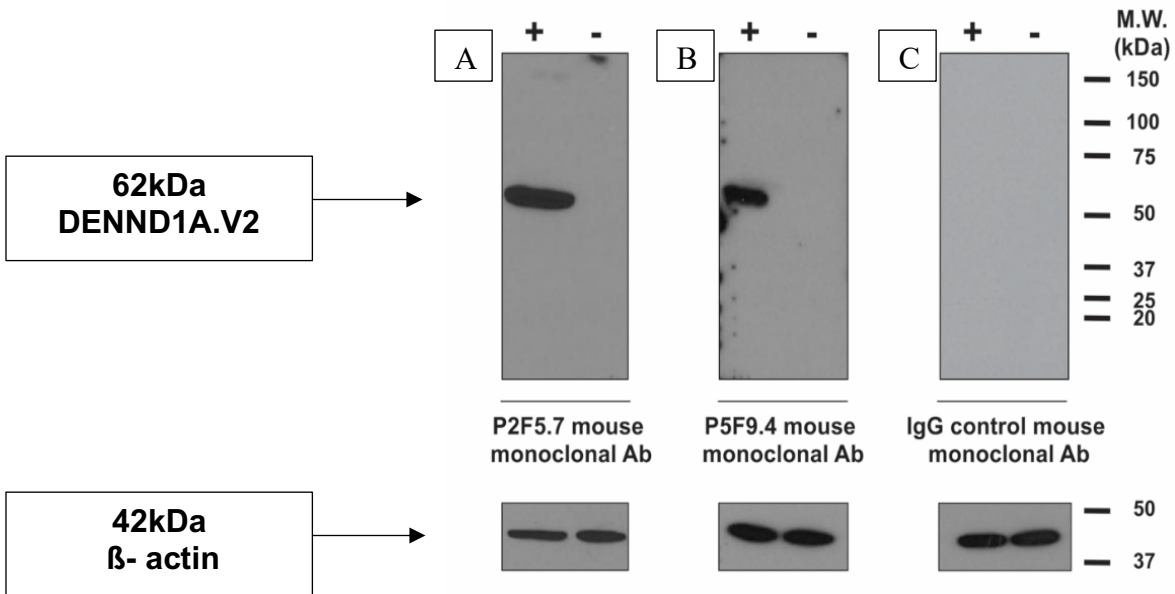 + - + - + - M.W.
A B C (kDa)
150
100
75
62kDa
DENND1A.V2
50
37
25
20
P2F5.7 mouse
monoclonal Ab
P5F9.4 mouse
monoclonal Ab
IgG control mouse
monoclonal Ab
42kDa
ß- actin
50
37